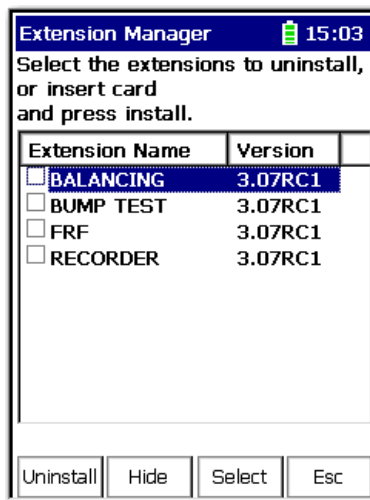 Extension Manager 15:03
Select the extensions to uninstall,
or insert card
and press install.
Extension Name Version
BALANCING 3.07RC1
BUMP TEST 3.07RC1
FRF 3.07RC1
RECORDER 3.07RC1
Uninstall Hide Select Esc